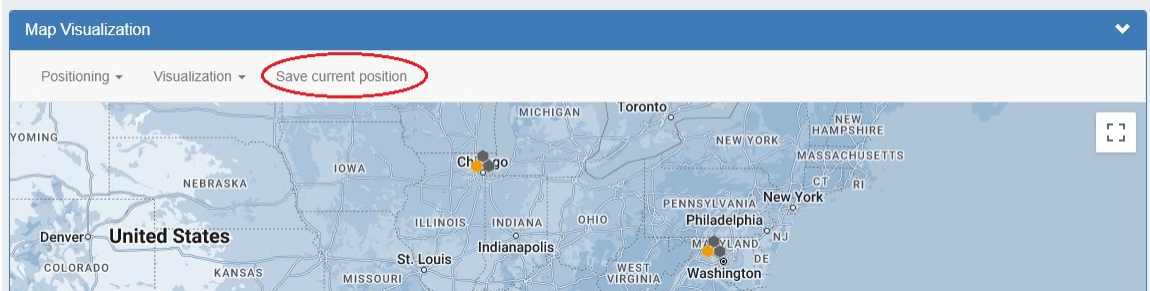 Map Visualization
Positioning
Visualization
Save current position
MICHIGAN
Toronto
NEW HAMPSHIRE
YOMING
NEW YORK
MASSACHUSETTS
IOWA
NEBRASKA
CT
RI
PENNSYLVANIA
New York
ILLINOIS
INDIANA
OHIO
Philadelphia
Denver
United States
Indianapolis
NJ
St. Louis
DE
COLORADO
KANSAS
MISSOURI
WEST VIRGINIA
Washington